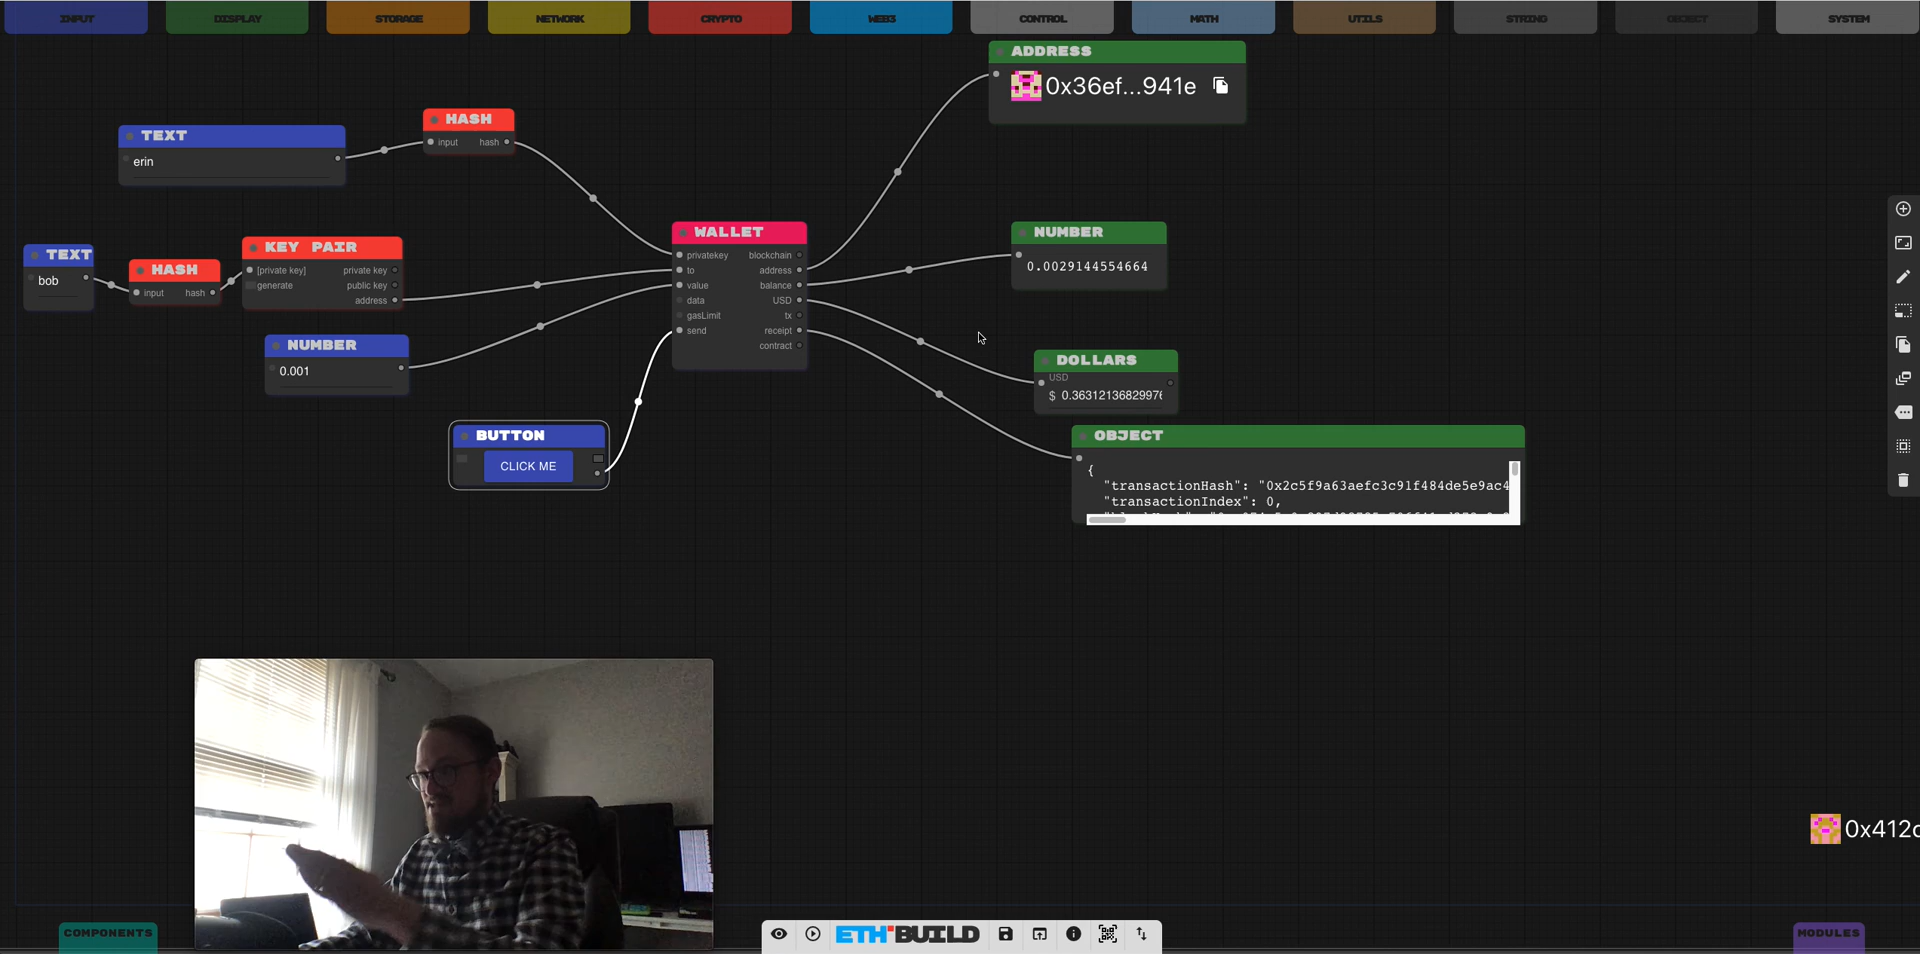 INPUT
DISPLAY
STORAGE
NETWORK
CRYPTO
WEB3
CONTROL
MATH
UTILS
STRING
OBJECT
SYSTEM
ADDRESS
0x36ef...941e
TEXT
erin
HASH
input hash
TEXT
bob
HASH
input hash
KEY PAIR
[private key] private key
generate public key
address
NUMBER
0.001
WALLET
privatekey blockchain
to address
value balance
data USD
gasLimit tx
send receipt
contract
NUMBER
0.0029144554664
DOLLARS
USD
$ 0.3631213682997
BUTTON
CLICK ME
OBJECT
{
"transactionHash": "0x2c5f9a63aefc3c91f484de5e9ac4
"transactionIndex": 0,
0x412
COMPONENTS
ETH BUILD
MODULES